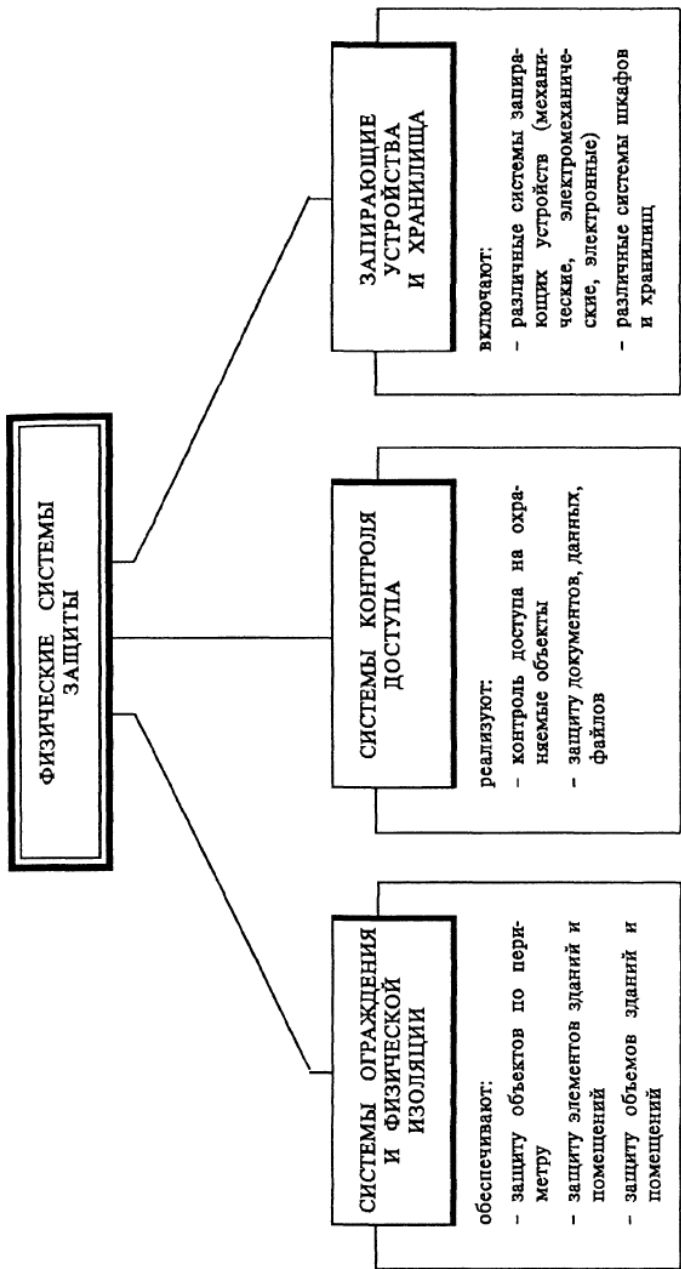 ФИЗИЧЕСКИЕ СИСТЕМЫ
ЗАЩИТЫ
СИСТЕМЫ ОГРАЖДЕНИЯ
И ФИЗИЧЕСКОЙ
ИЗОЛЯЦИИ
обеспечивают:
– защиту объектов по пери-
метру
– защиту элементов зданий и
помещений
– защиту объемов зданий и
помещений
СИСТЕМЫ КОНТРОЛЯ
ДОСТУПА
реализуют:
– контроль доступа на охра-
няемые объекты
– защиту документов, данных,
файлов
ЗАПИРАЮЩИЕ
УСТРОЙСТВА
И ХРАНИЛИЩА
включают:
– различные системы запира-
ющих устройств (механи-
ческие, электромеханиче-
ские, электронные)
– различные системы шкафов
и хранилищ